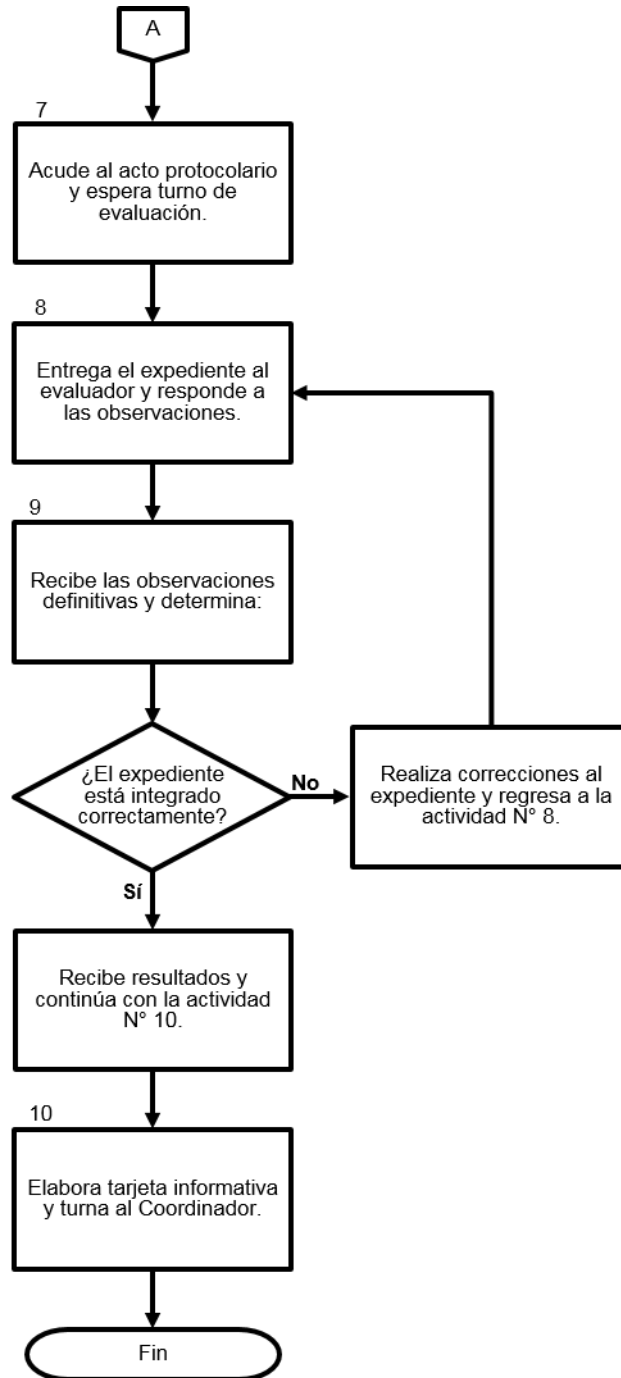 A
7
Acude al acto protocolario
y espera turno de
evaluación.
8
Entrega el expediente al
evaluador y responde a
las observaciones.
9
Recibe las observaciones
definitivas y determina:
¿El expediente
está integrado
correctamente?
No
Realiza correcciones al
expediente y regresa a la
actividad N° 8.
Sí
Recibe resultados y
continúa con la actividad
N° 10.
10
Elabora tarjeta informativa
y turna al Coordinador.
Fin